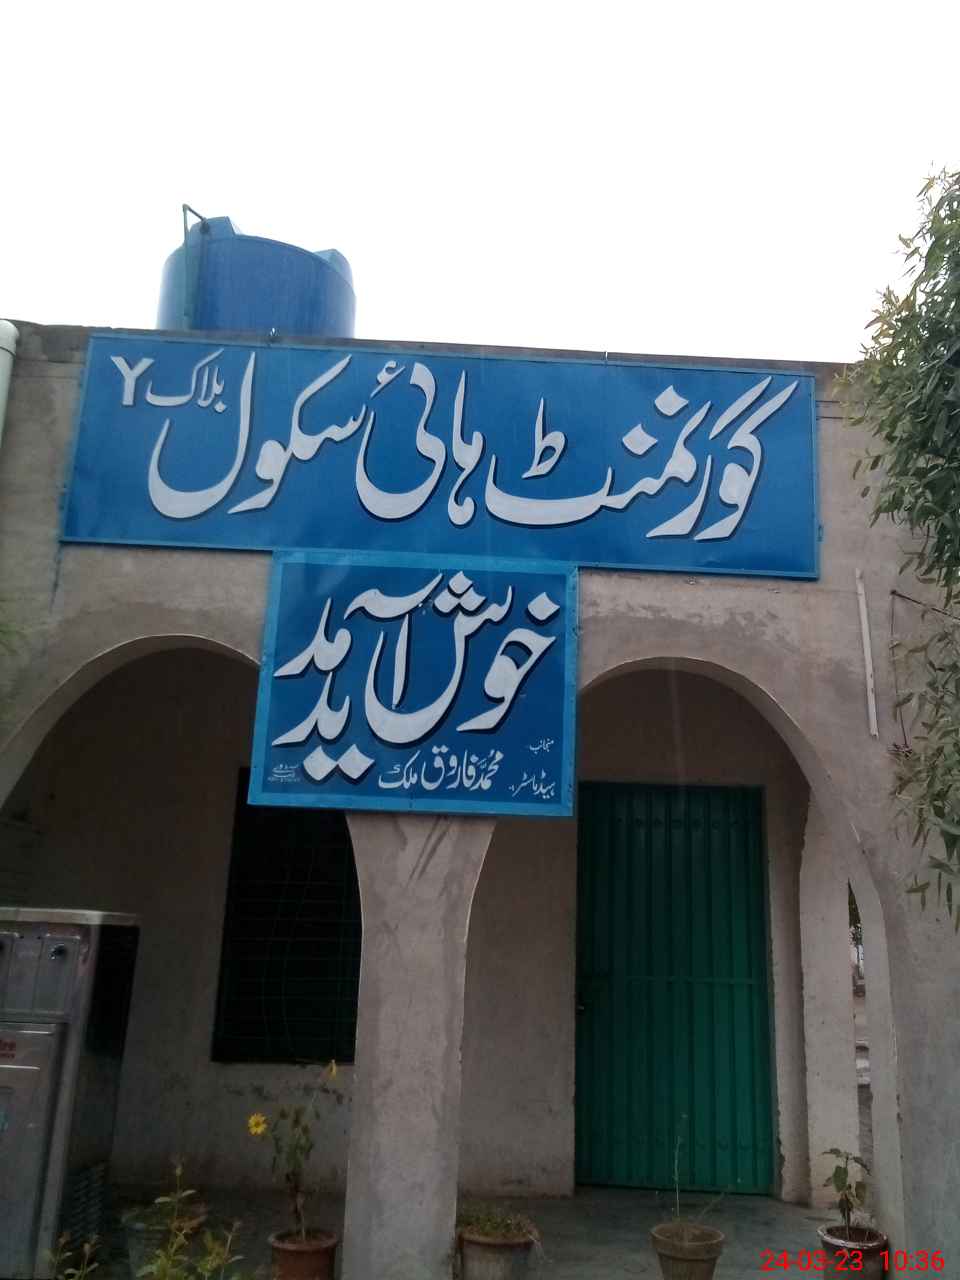 گورنمنٹ ہائی سکول بلاک Y
خوش آمدید
منجانب
ہیڈ ماسٹر: محمد فاروق ملک
24-03-23 10:36